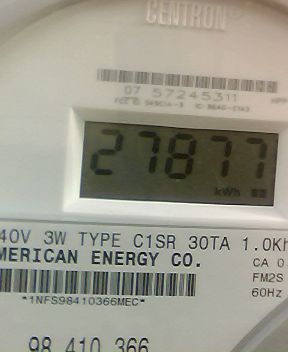 CENTRON®
07 57245311
27877
kWh
40V 3W TYPE C1SR 30TA 1.0Kh
MERICAN ENERGY CO.
CA 0
FM2S
60Hz
*1NFS98410366MEC*
98 410 366